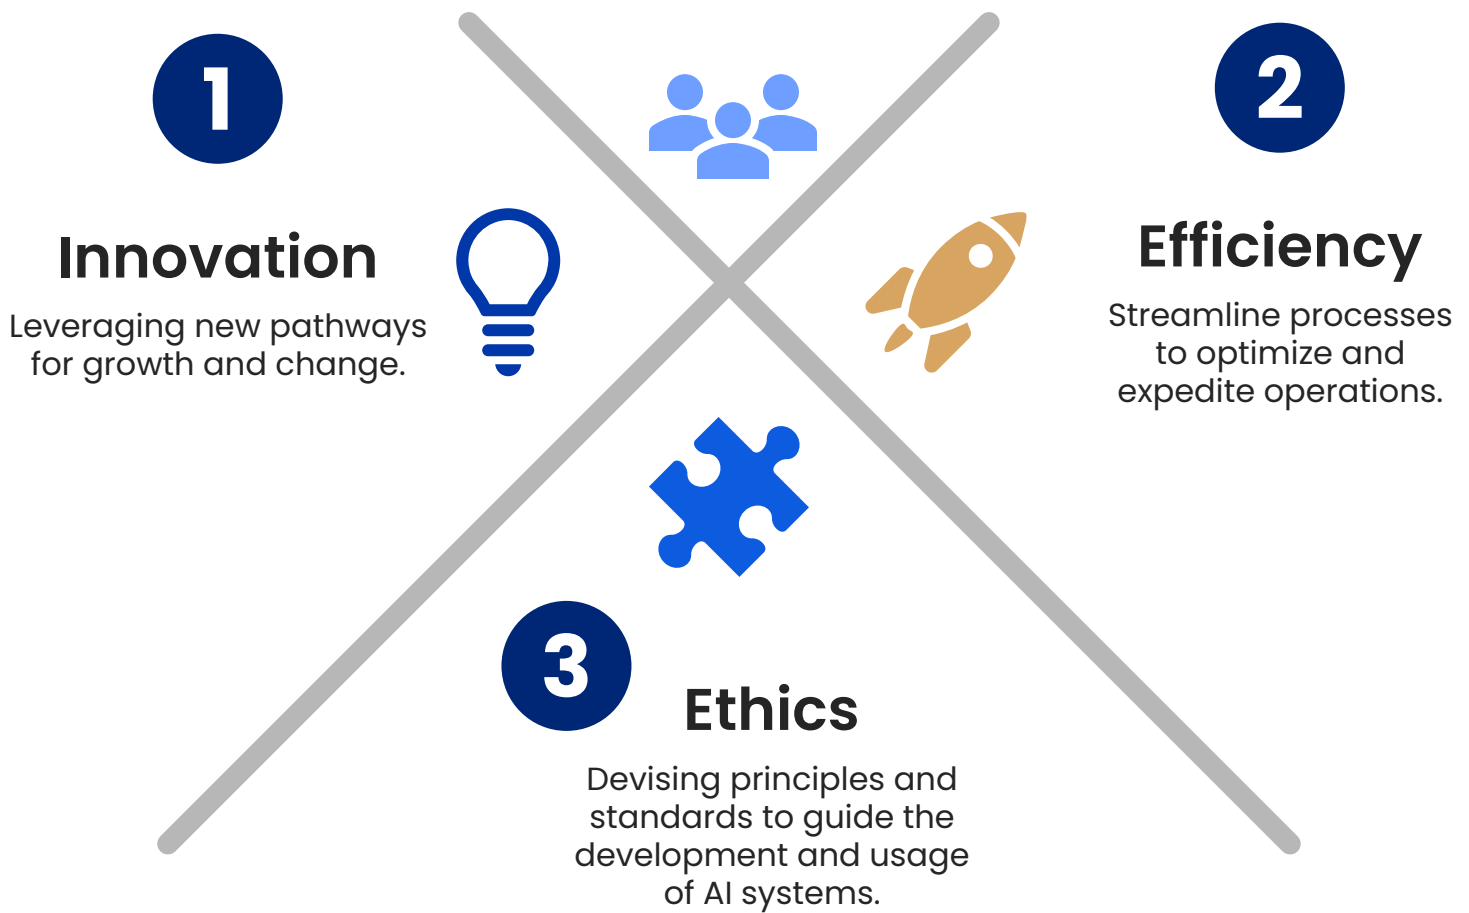 1
Innovation
Leveraging new pathways
for growth and change.
2
Efficiency
Streamline processes
to optimize and
expedite operations.
3
Ethics
Devising principles and
standards to guide the
development and usage
of AI systems.